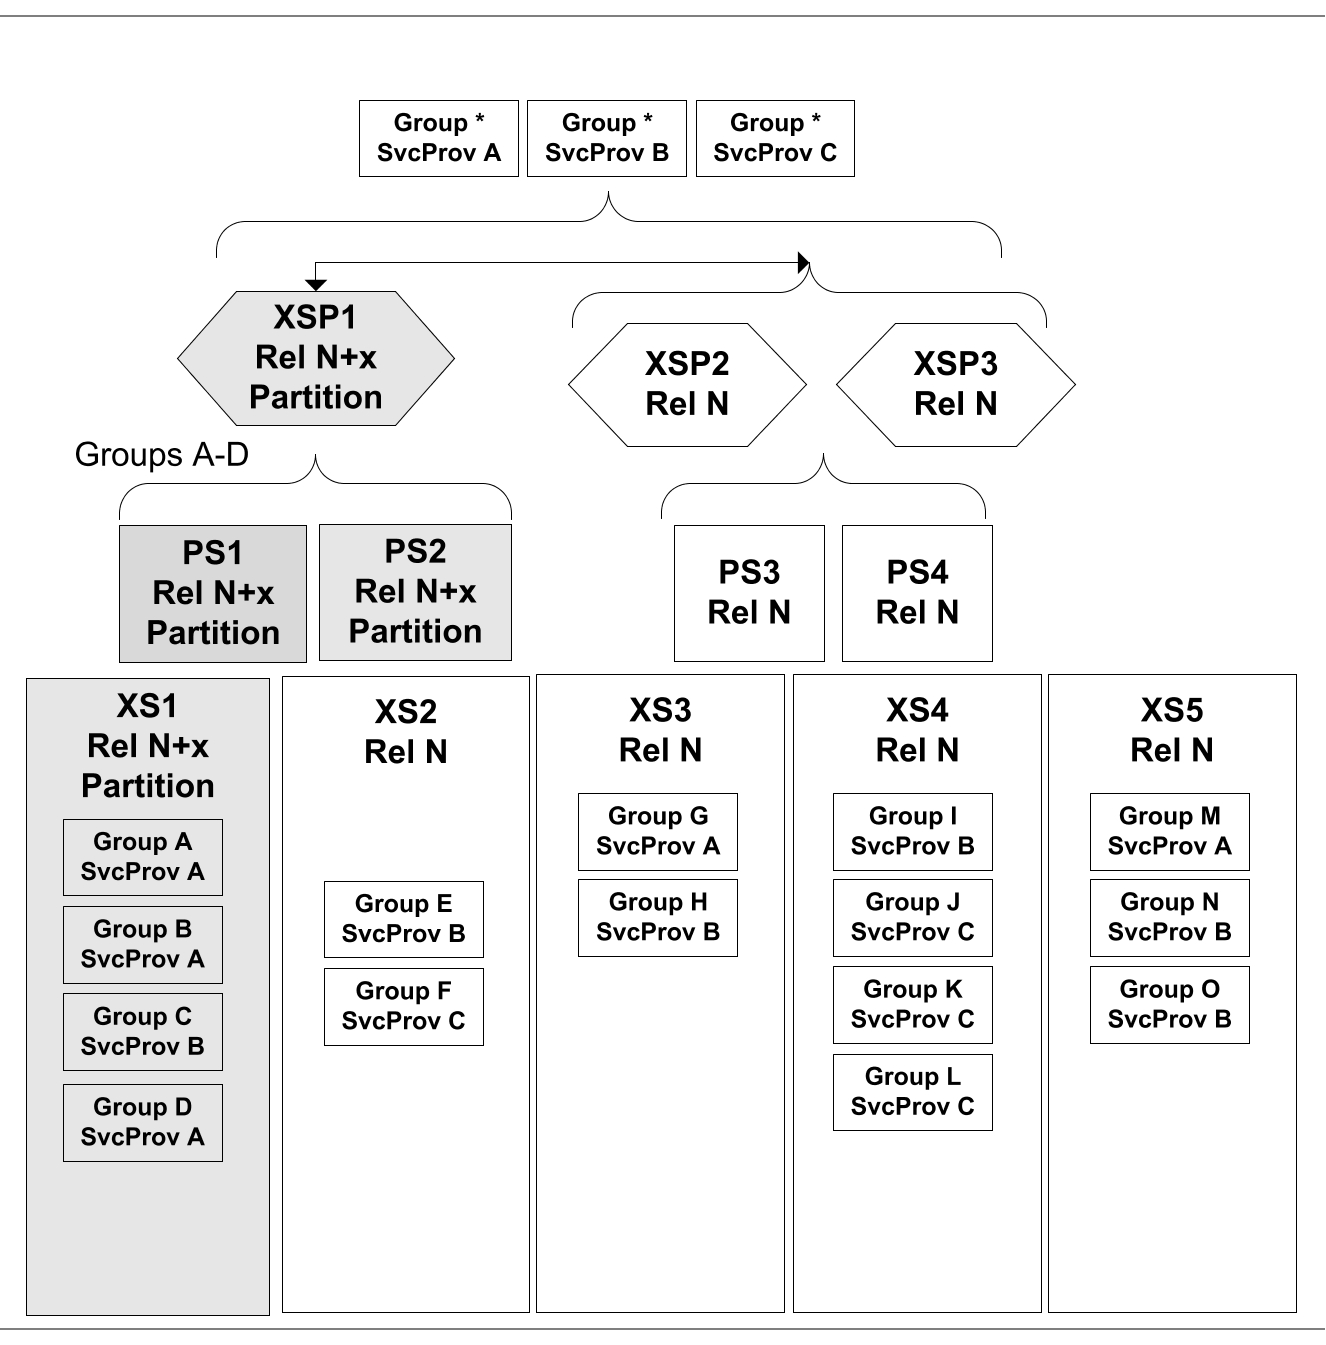 Group *
SvcProv A
Group *
SvcProv B
Group *
SvcProv C
XSP1
Rel N+x
Partition
XSP2
Rel N
XSP3
Rel N
Groups A-D
PS1
Rel N+x
Partition
PS2
Rel N+x
Partition
PS3
Rel N
PS4
Rel N
XS1
Rel N+x
Partition
Group A
SvcProv A
Group B
SvcProv A
Group C
SvcProv B
Group D
SvcProv A
XS2
Rel N
Group E
SvcProv B
Group F
SvcProv C
XS3
Rel N
Group G
SvcProv A
Group H
SvcProv B
XS4
Rel N
Group I
SvcProv B
Group J
SvcProv C
Group K
SvcProv C
Group L
SvcProv C
XS5
Rel N
Group M
SvcProv A
Group N
SvcProv B
Group O
SvcProv B